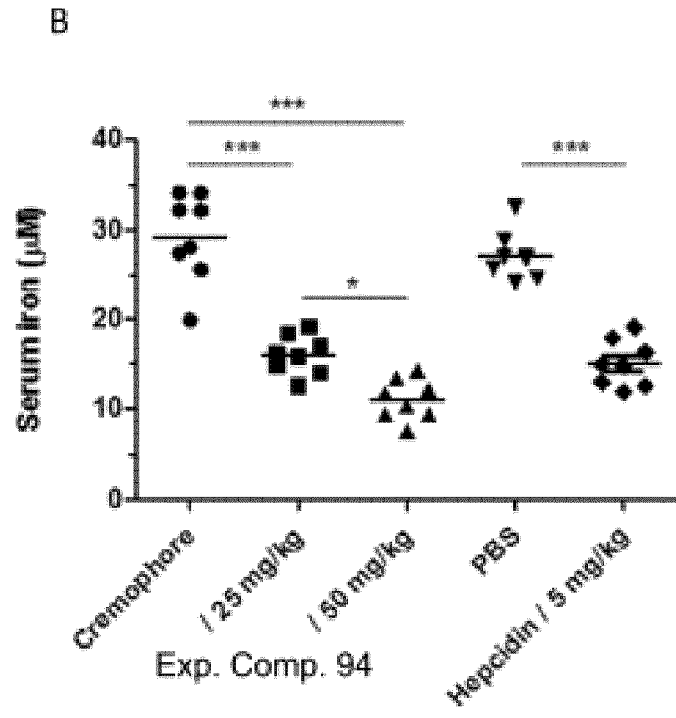 B
***
***
***
*
40
30
20
10
0
Serum iron (µM)
Cremophore
/ 25 mg/kg
/ 50 mg/kg
PBS
Hepcidin / 5 mg/kg
Exp. Comp. 94